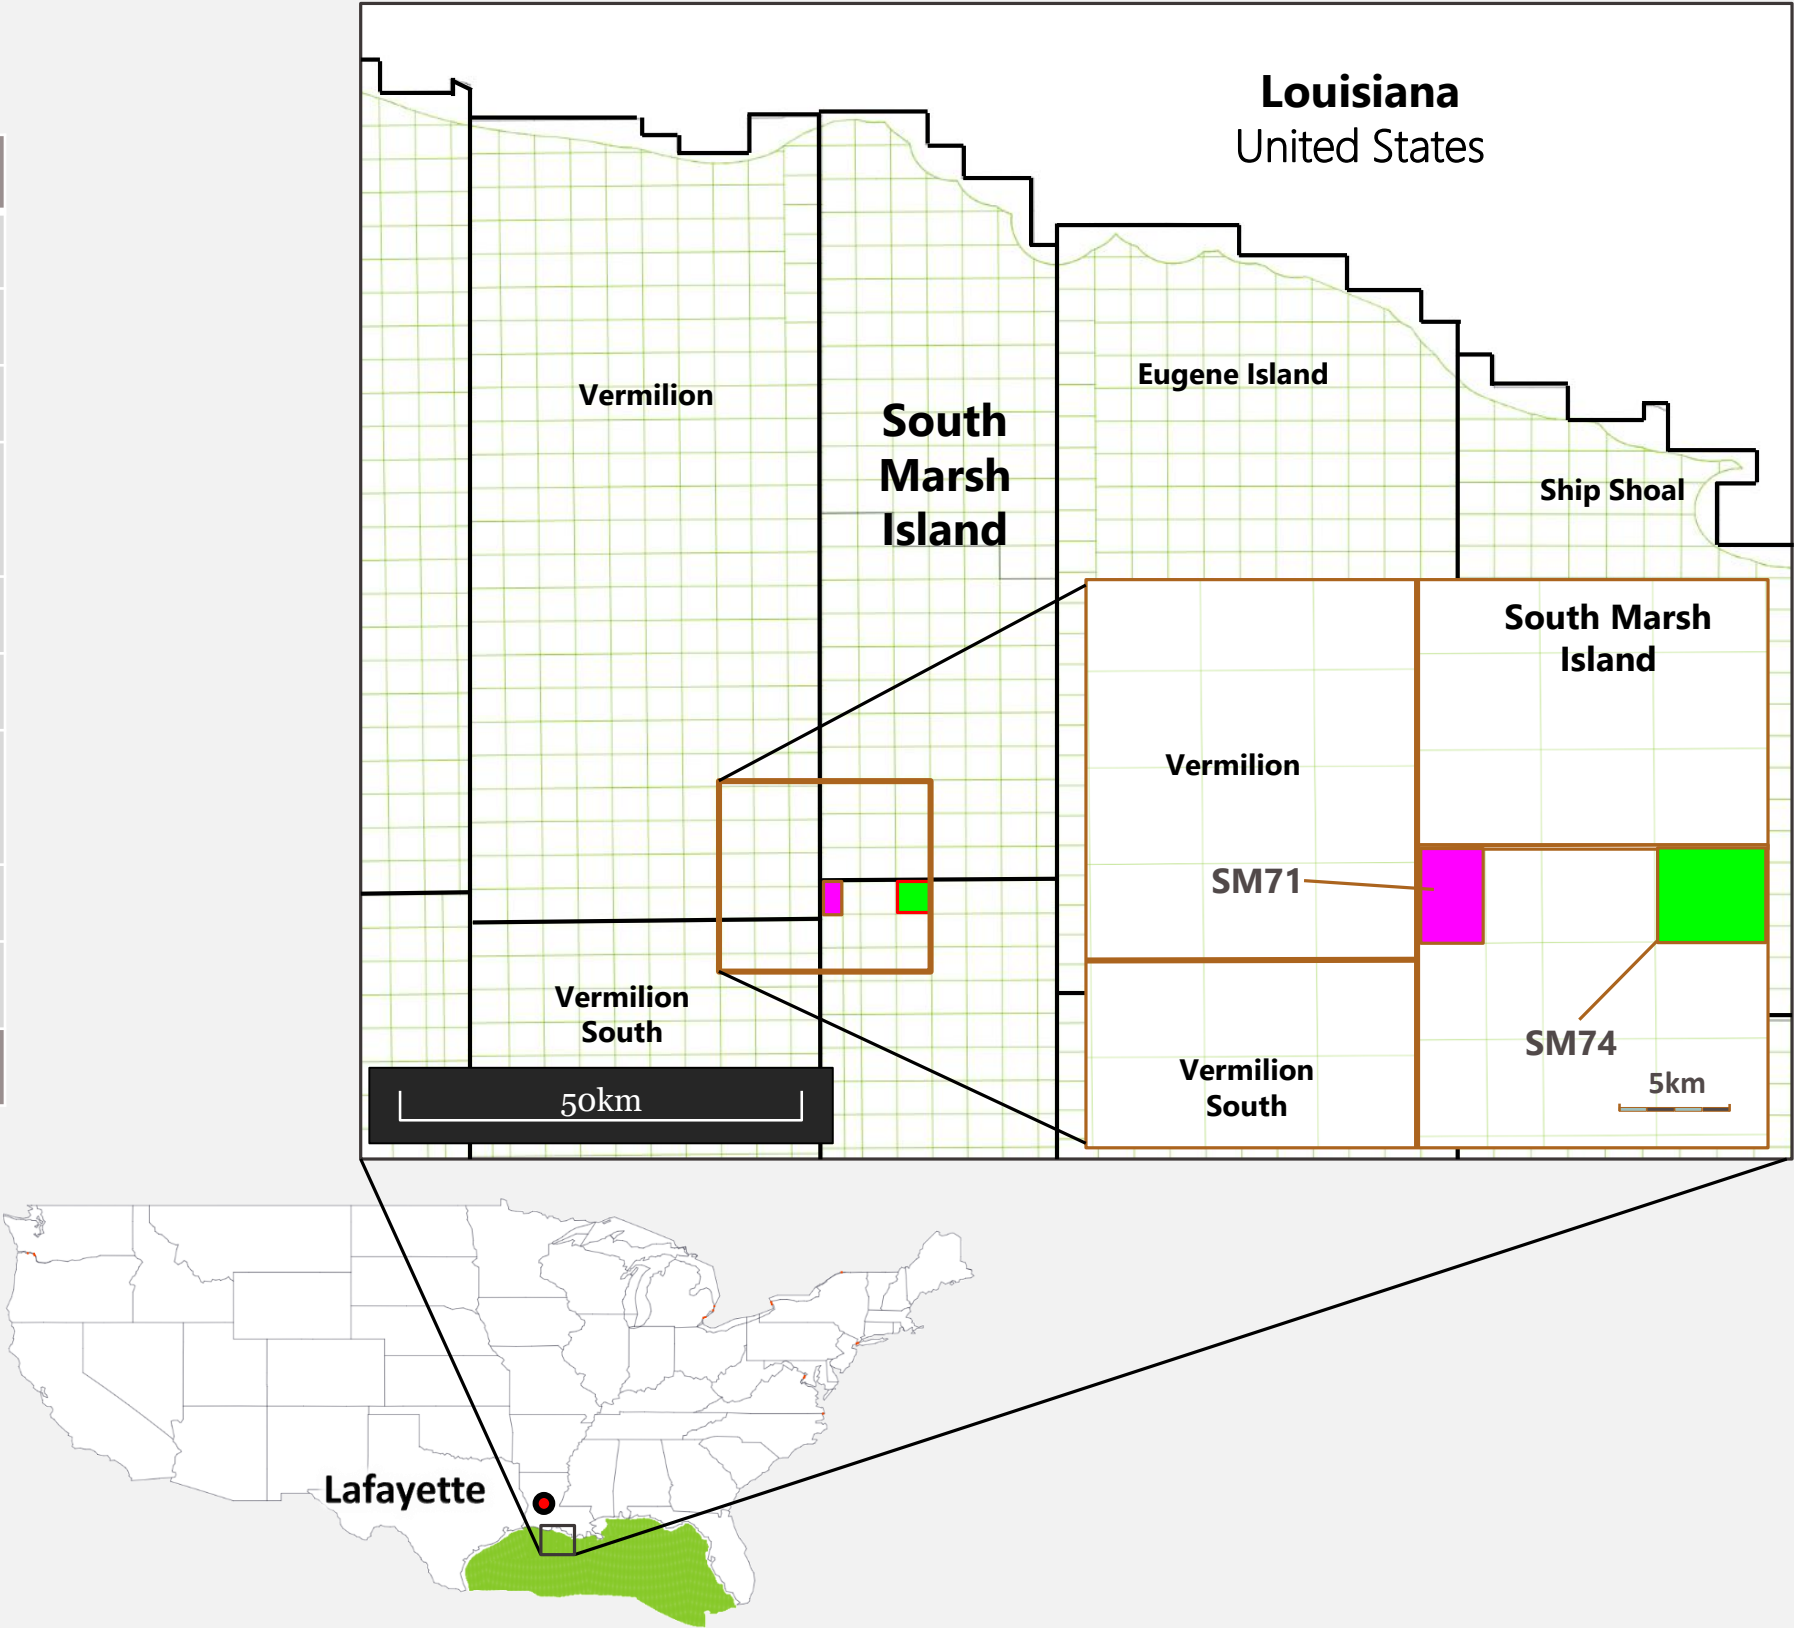 Louisiana
United States
Vermilion
Eugene Island
South
Marsh
Island
Ship Shoal
South Marsh
Island
Vermilion
SM71
Vermilion
South
SM74
Vermilion
South
5km
50km
Lafayette